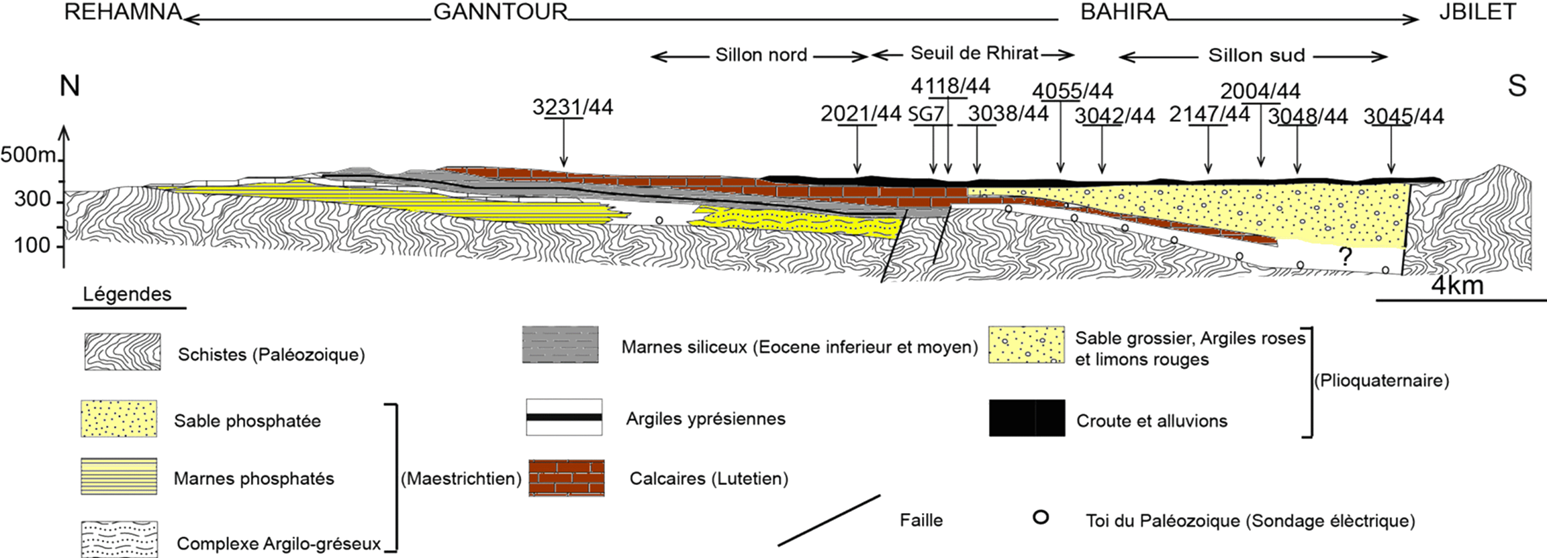 REHAMNA GANNTOUR BAHIRA JBILET
Sillon nord Seuil de Rhirat Sillon sud
N S
4118/44 4055/44 2004/44
3231/44 2021/44 SG7 3038/44 3042/44 2147/44 3048/44 3045/44
500m
300
100
?
4km
Légendes
Schistes (Paléozoique)
Sable phosphatée
Marnes phosphatés
Complexe Argilo-gréseux
(Maestrichtien)
Marnes siliceux (Eocene inferieur et moyen)
Argiles yprésiennes
Calcaires (Lutetien)
Faille
Sable grossier, Argiles roses
et limons rouges
Croute et alluvions
(Plioquaternaire)
Toi du Paléozoique (Sondage élèctrique)